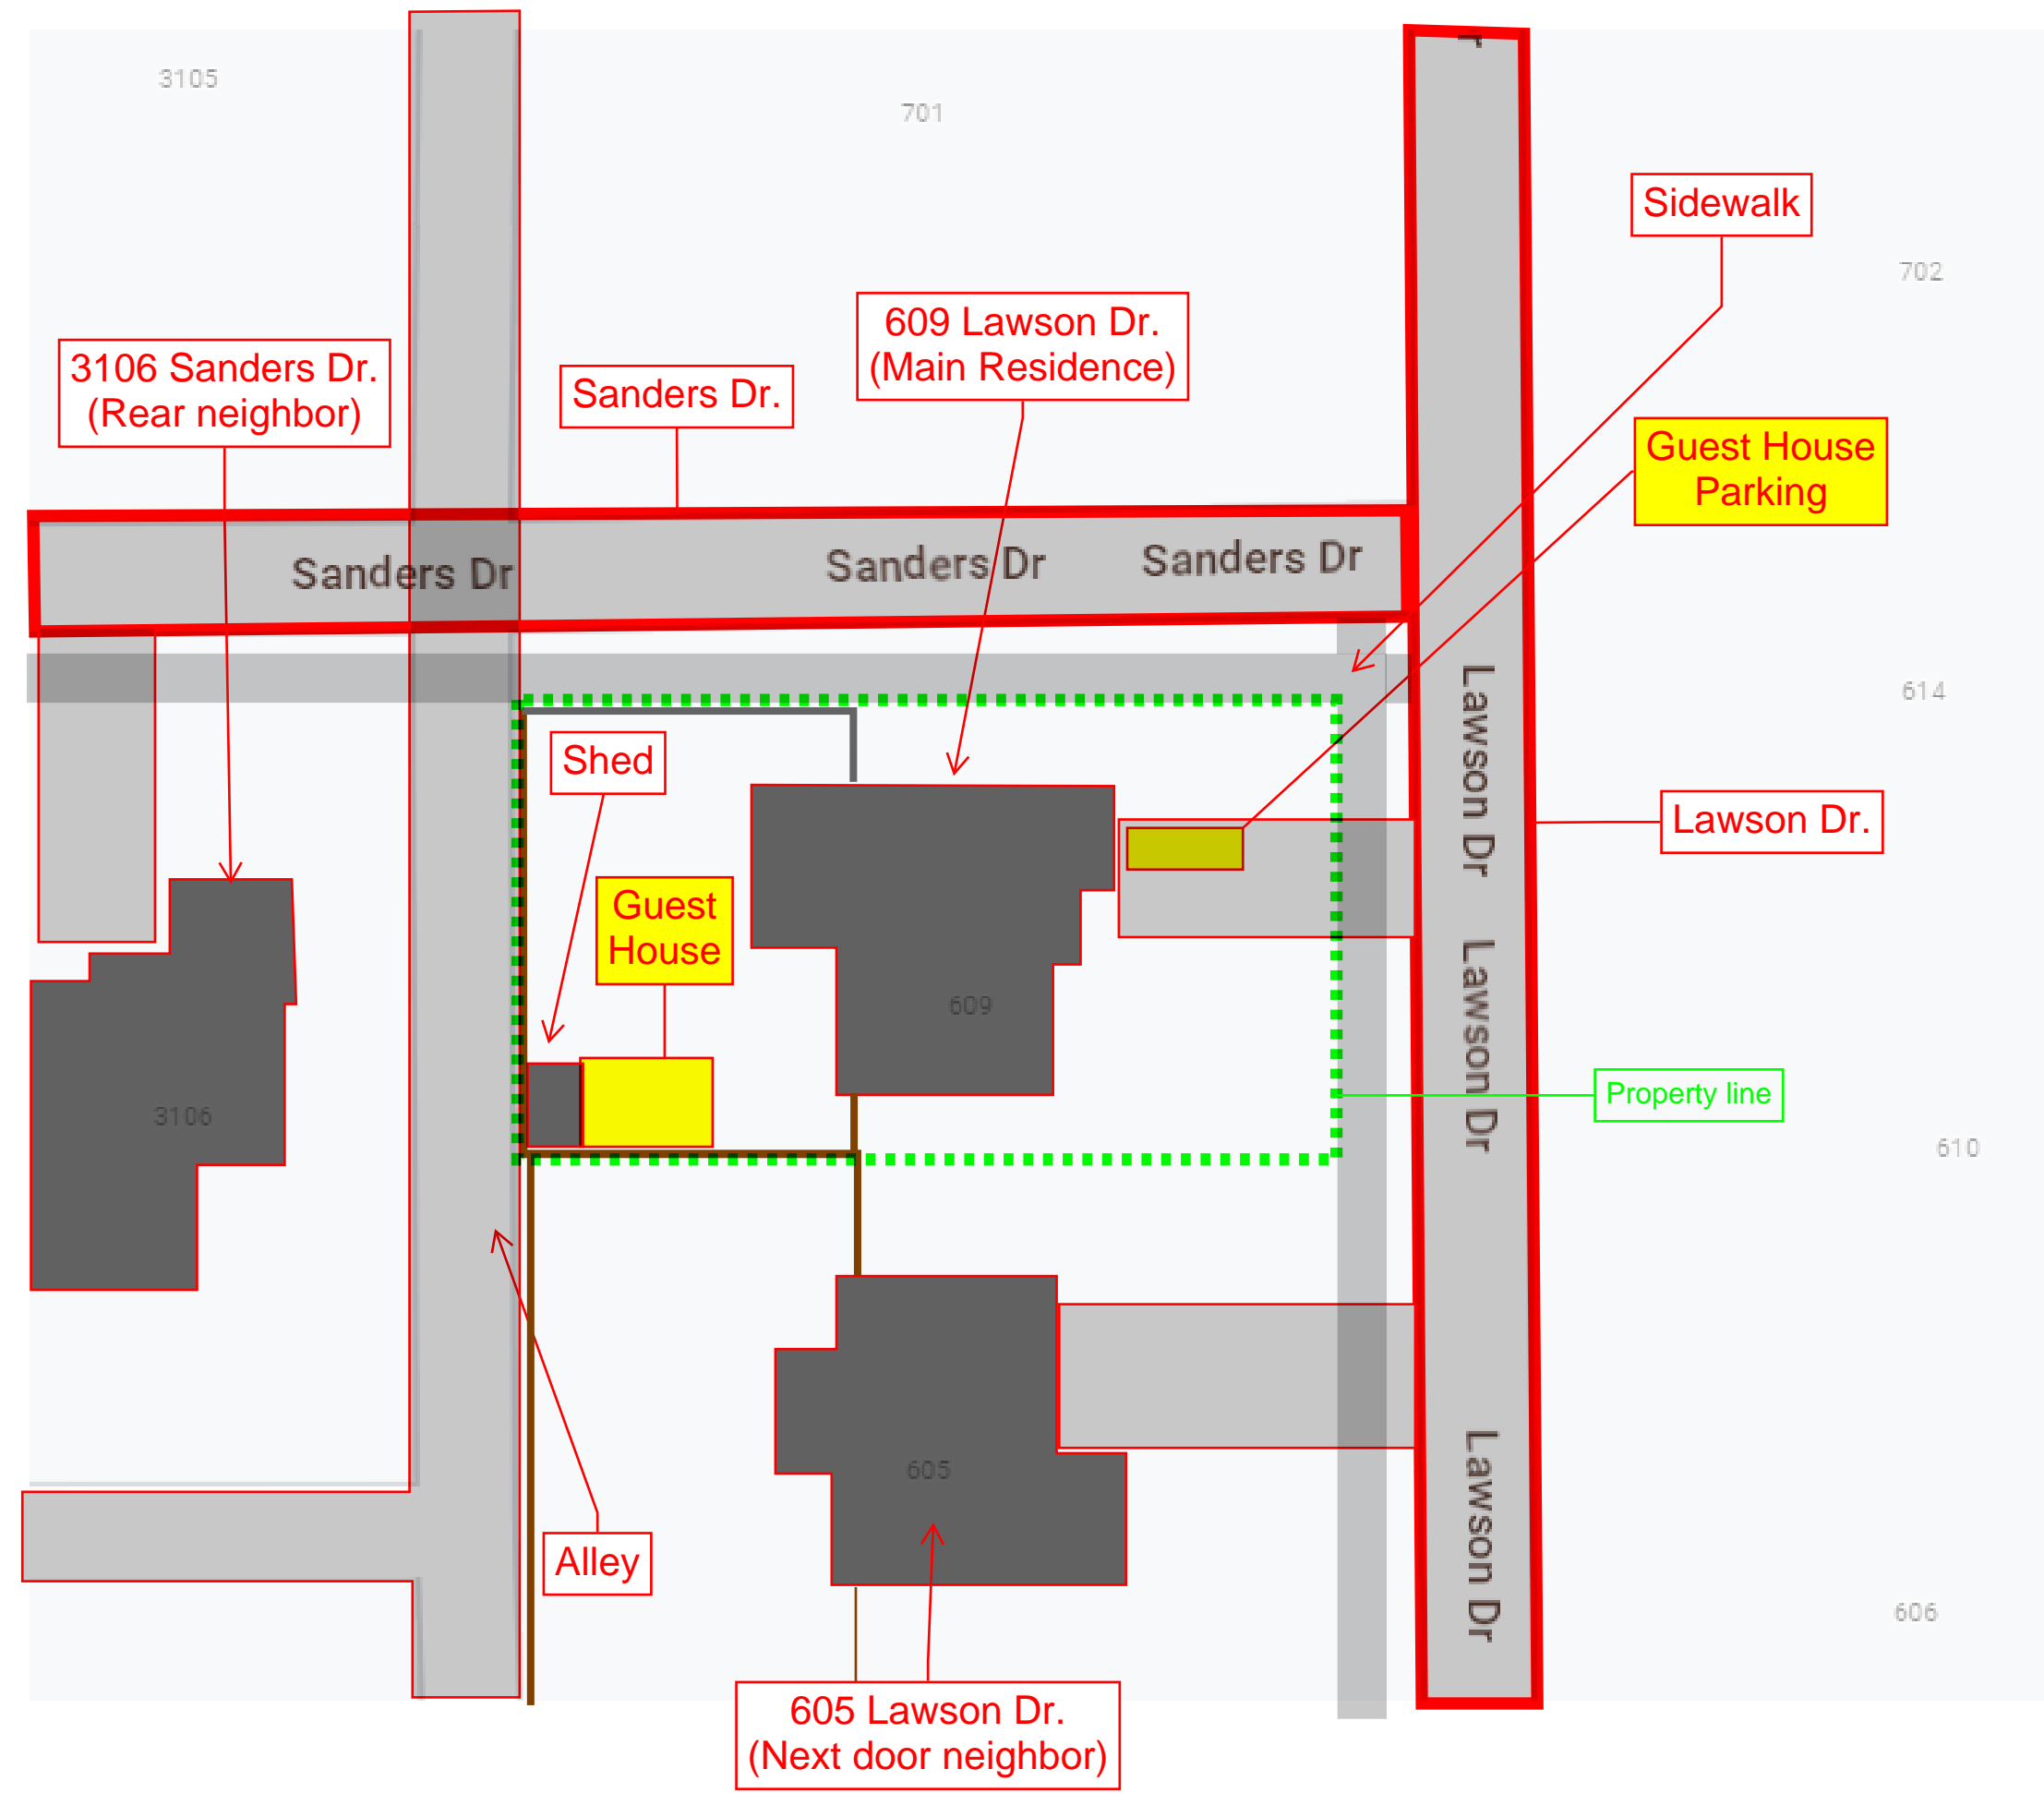 3105
701
Sidewalk
702
609 Lawson Dr.
(Main Residence)
3106 Sanders Dr.
(Rear neighbor)
Sanders Dr.
Guest House
Parking
Sanders Dr
Sanders Dr
Sanders Dr
614
Shed
Lawson Dr
Lawson Dr.
Guest
House
609
Lawson Dr
Property line
3106
610
605
Lawson Dr
Alley
606
605 Lawson Dr.
(Next door neighbor)